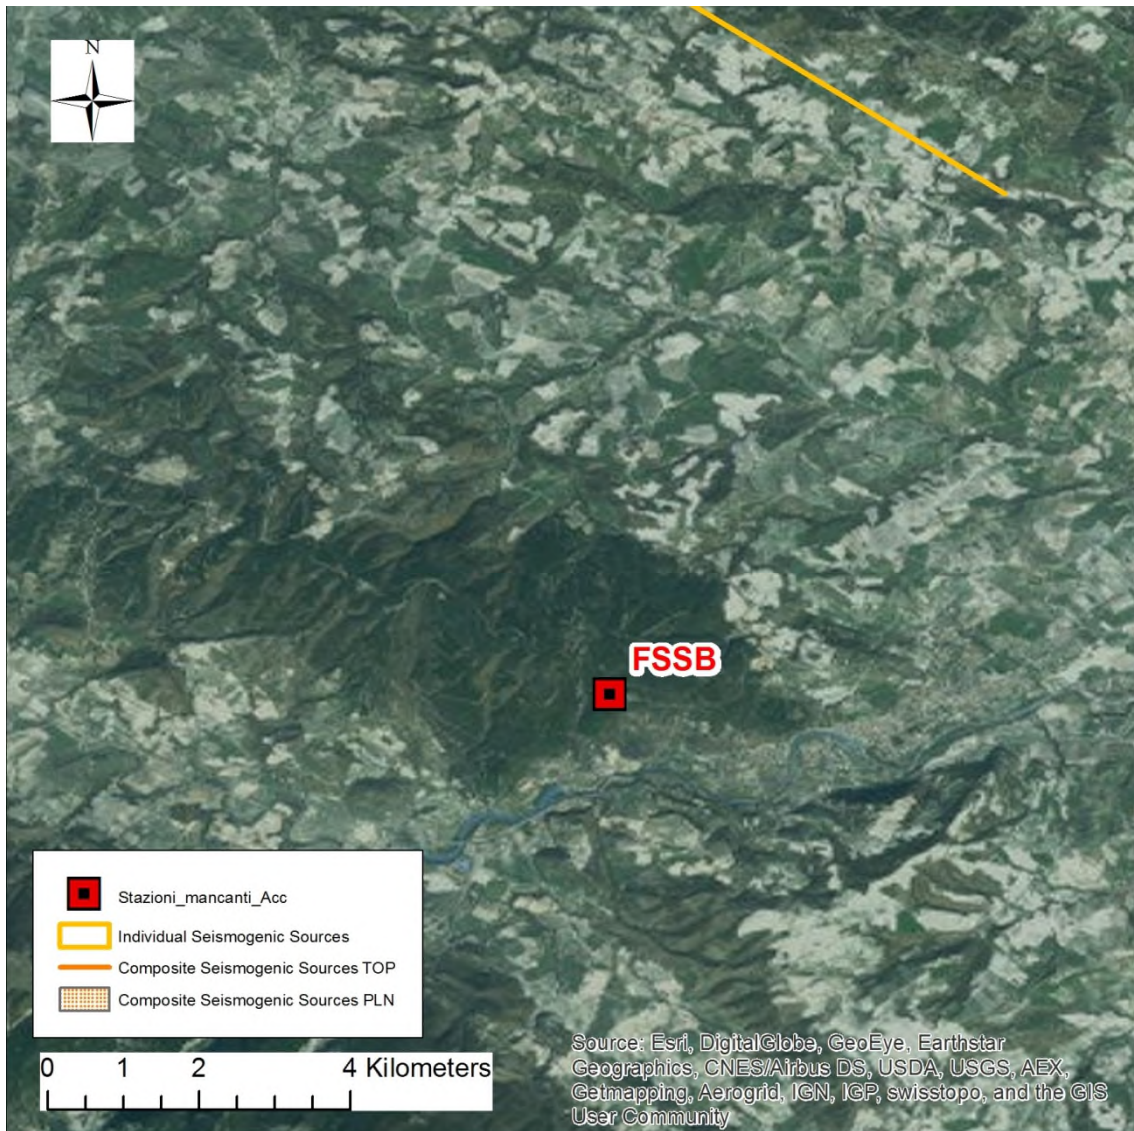 N
FSSB
Stazioni_mancanti_Acc
Individual Seismogenic Sources
Composite Seismogenic Sources TOP
Composite Seismogenic Sources PLN
0 1 2 4 Kilometers
Source: Esri, DigitalGlobe, GeoEye, Earthstar
Geographics, CNES/Airbus DS, USDA, USGS, AEX,
Getmapping, Aerogrid, IGN, IGP, swisstopo, and the GIS
User Community